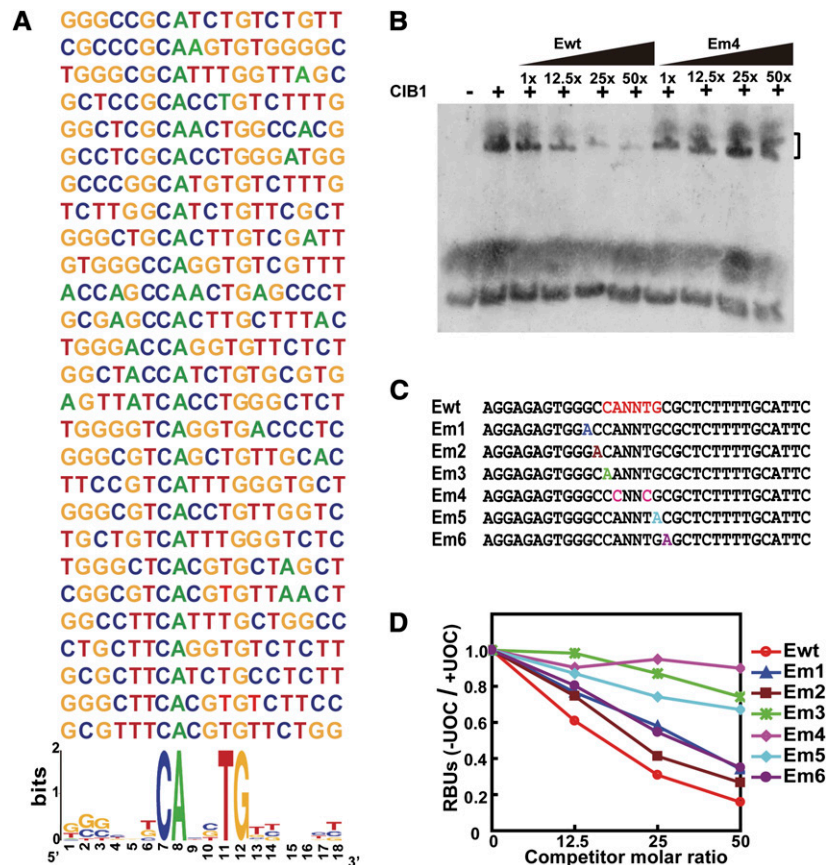 A
GGGCCGCATCTGTCTGTT
CGCCCGCAAGTGTGGGGC
TGGGCGCATTTGGTTAGC
GCTCCGCACCTGTCTTTG
GGCTCGCAACTGGCCACG
GCCTCGCACCTGGGATGG
GCCCGGCATGTGTCTTTG
TCTTGGCATCTGTTCGCT
GGGCTGCACTTGTCGATT
GTGGGCCAGGTGTCGTTT
ACCAGCCAACTGAGCCCT
GCGAGCCACTTGCTTTAC
TGGGACCAGGTGTTCTCT
GGCTACCATCTGTGCGTG
AGTTATCACCTGGGCTCT
TGGGGTCAGGTGACCCTC
GGGCGTCAGCTGTTGCAC
TTCCGTCATTTGGGTGCT
GGGCGTCACCTGTTGGTC
TGCTGTCATTTGGGTCTC
TGGGCTCACGTGCTAGCT
CGGCGTCACGTGTTAACT
GGCCTTCATTTGCTGGCC
CTGCTTCAGGTGTCTCTT
GCGCTTCATCTGCCTCTT
GGGCTTCACGTGTCTTCC
GCGTTTCACGTGTTCTGG
2
1
0
bits
CATG
5' 1 2 3 4 5 6 7 8 9 10 11 12 13 14 15 16 17 18 3'
B
Ewt Em4
1x 12.5x 25x 50x 1x 12.5x 25x 50x
CIB1 - + + + + + + + + +
C
Ewt AGGAGAGTGGGCCANNTGCGCTCTTTTGCATTC
Em1 AGGAGAGTGGACCANNTGCGCTCTTTTGCATTC
Em2 AGGAGAGTGGGACANNTGCGCTCTTTTGCATTC
Em3 AGGAGAGTGGGCAANNTGCGCTCTTTTGCATTC
Em4 AGGAGAGTGGGCCCNNCGCGCTCTTTTGCATTC
Em5 AGGAGAGTGGGCCANNTACGCTCTTTTGCATTC
Em6 AGGAGAGTGGGCCANNTGAGCTCTTTTGCATTC
D
RBUs (-UOC / +UOC)
1.0
0.8
0.6
0.4
0.2
0
0 12.5 25 50
Competitor molar ratio
Ewt
Em1
Em2
Em3
Em4
Em5
Em6